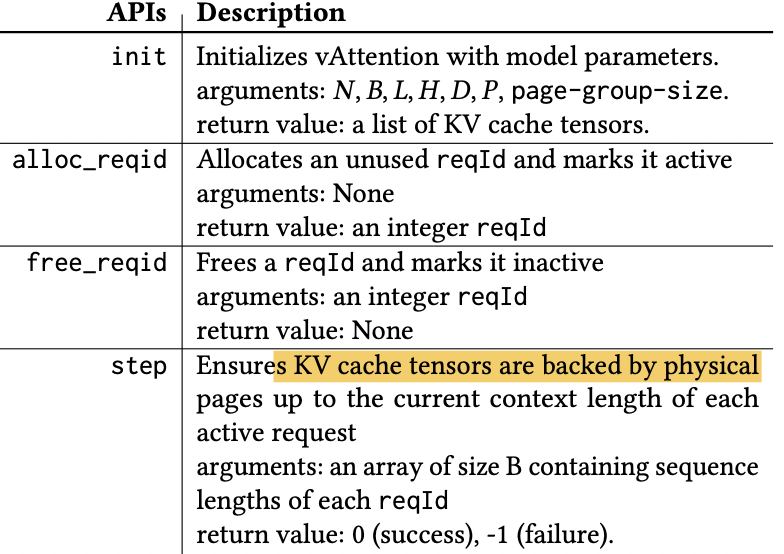 APIs Description
init Initializes vAttention with model parameters.
arguments: N, B, L, H, D, P, page-group-size.
return value: a list of KV cache tensors.
alloc_reqid Allocates an unused reqId and marks it active
arguments: None
return value: an integer reqId
free_reqid Frees a reqId and marks it inactive
arguments: an integer reqId
return value: None
step Ensures KV cache tensors are backed by physical
pages up to the current context length of each
active request
arguments: an array of size B containing sequence
lengths of each reqId
return value: 0 (success), -1 (failure).